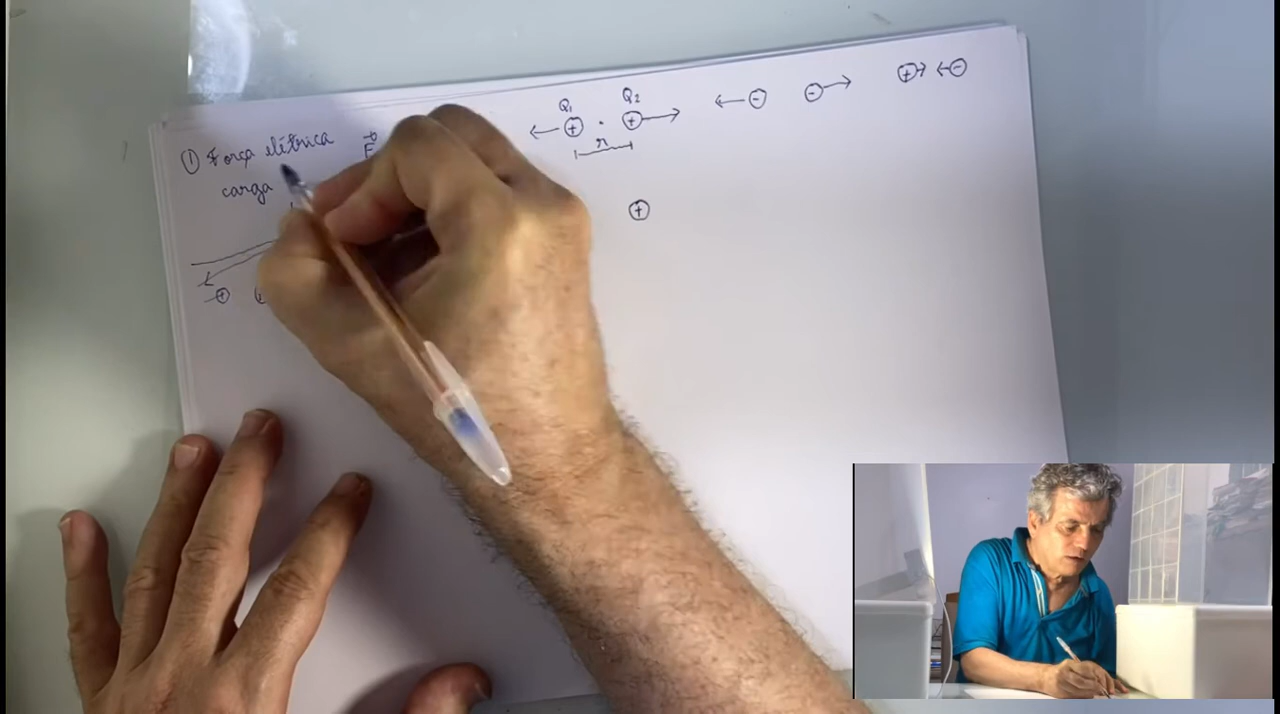 ① Força elétrica F
carga
Q1 Q2
← + . + → ← - - → + → ← -
r
+
+